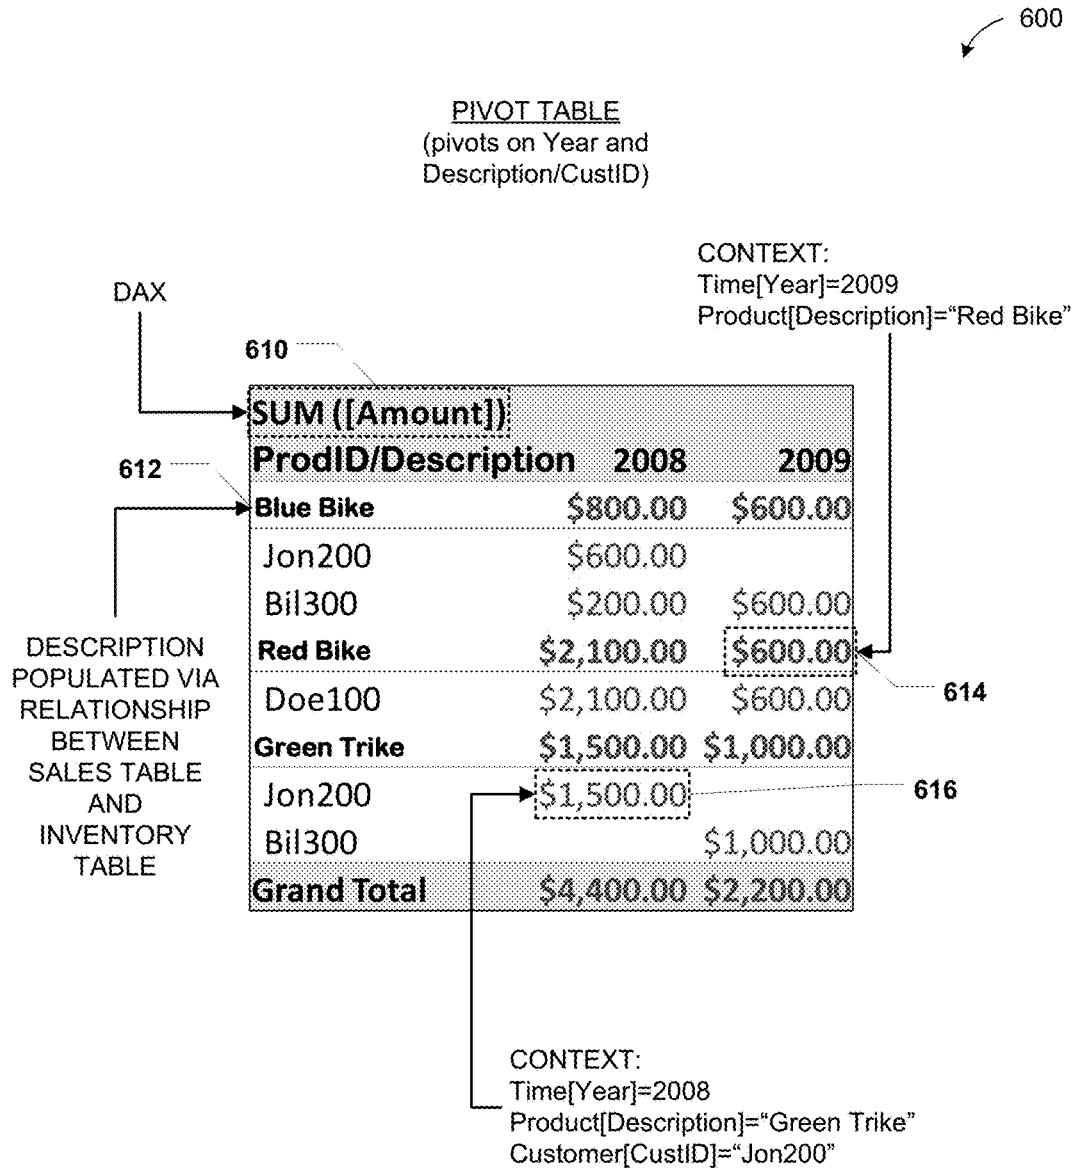 600
PIVOT TABLE
(pivots on Year and
Description/CustID)
CONTEXT:
Time[Year]=2009
Product[Description]=“Red Bike”
DAX
610
SUM ([Amount])
ProdID/Description 2008 2009
612
Blue Bike $800.00 $600.00
Jon200 $600.00
Bil300 $200.00 $600.00
Red Bike $2,100.00 $600.00
614
Doe100 $2,100.00 $600.00
Green Trike $1,500.00 $1,000.00
Jon200 $1,500.00
616
Bil300 $1,000.00
Grand Total $4,400.00 $2,200.00
DESCRIPTION
POPULATED VIA
RELATIONSHIP
BETWEEN
SALES TABLE
AND
INVENTORY
TABLE
CONTEXT:
Time[Year]=2008
Product[Description]=“Green Trike”
Customer[CustID]=“Jon200”